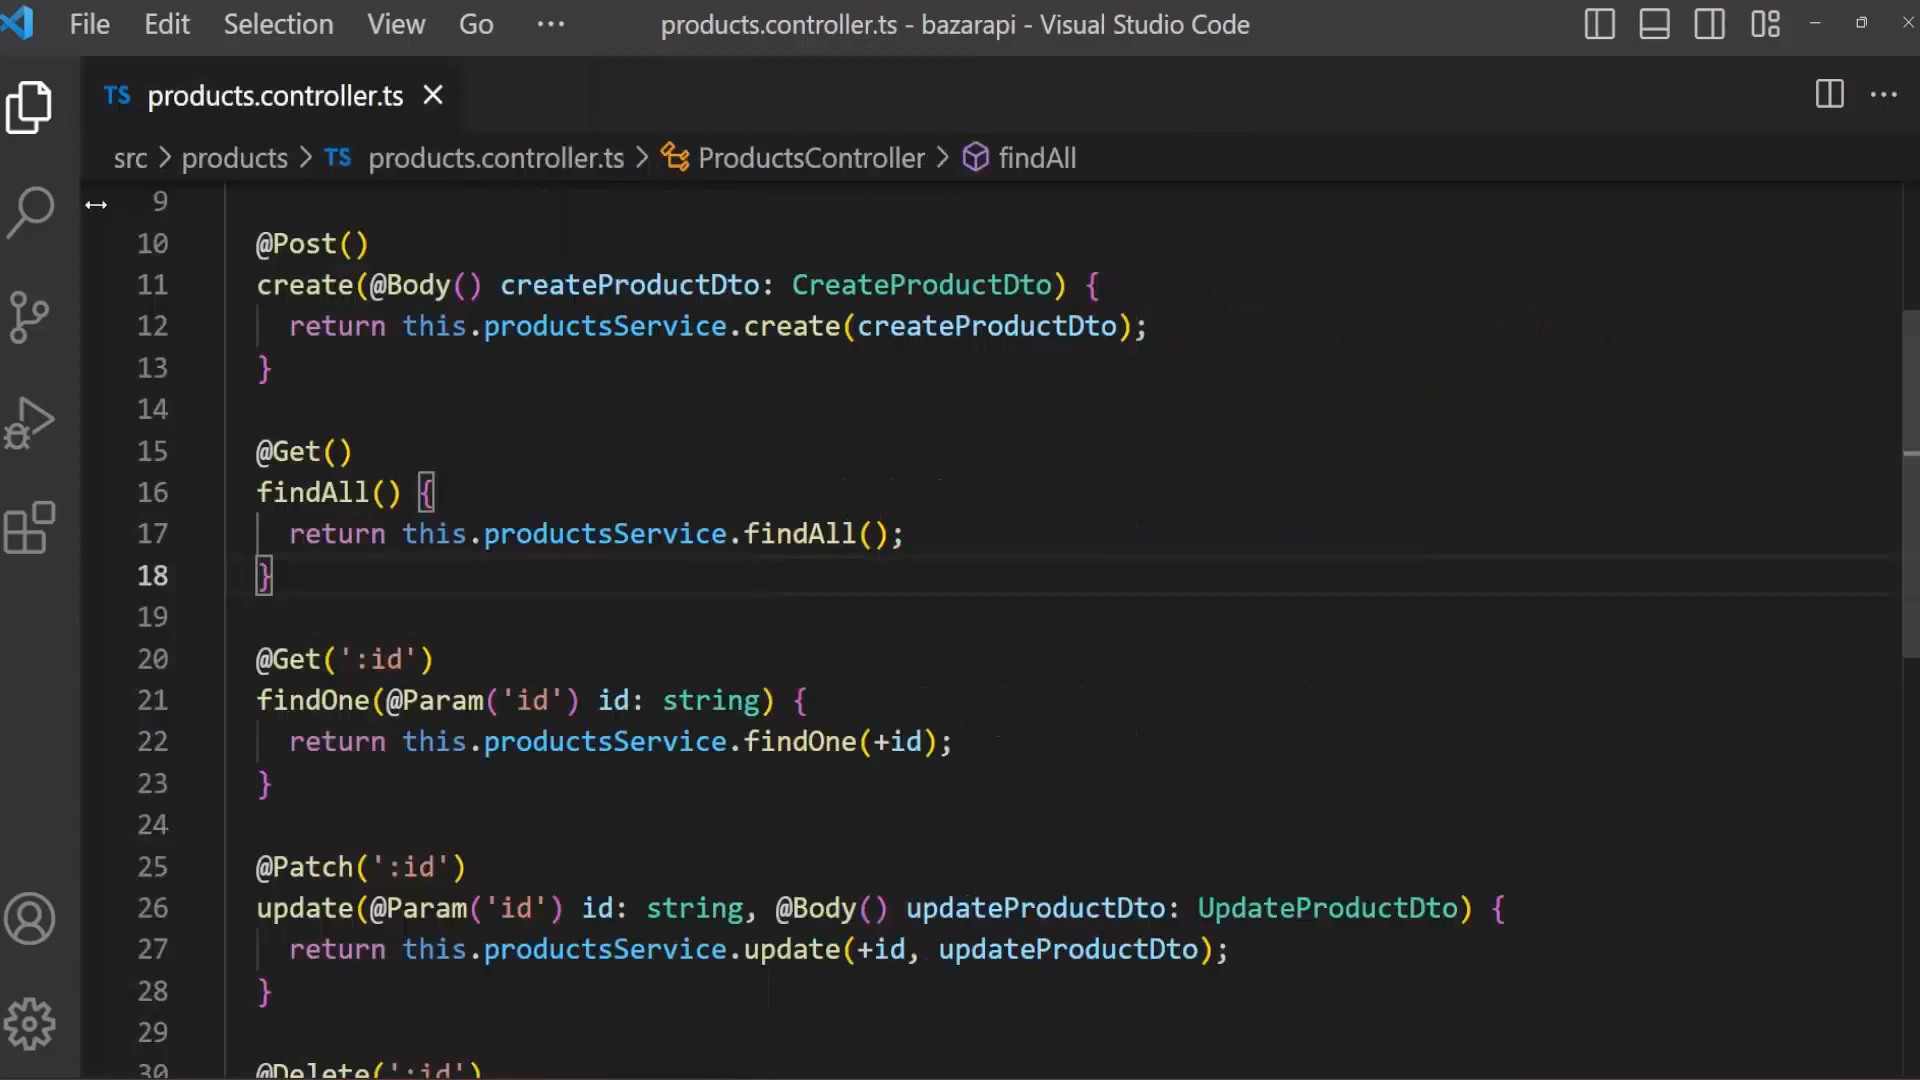 File Edit Selection View Go ··· products.controller.ts - bazarapi - Visual Studio Code
TS products.controller.ts
src > products > TS products.controller.ts > ProductsController > findAll
9
10 @Post()
11 create(@Body() createProductDto: CreateProductDto) {
12 return this.productsService.create(createProductDto);
13 }
14
15 @Get()
16 findAll() {
17 return this.productsService.findAll();
18 }
19
20 @Get(':id')
21 findOne(@Param('id') id: string) {
22 return this.productsService.findOne(+id);
23 }
24
25 @Patch(':id')
26 update(@Param('id') id: string, @Body() updateProductDto: UpdateProductDto) {
27 return this.productsService.update(+id, updateProductDto);
28 }
29
30 @Delete(':id')